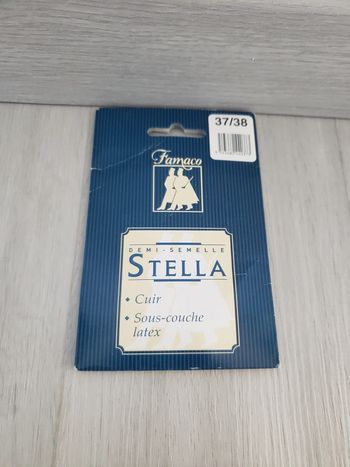 37/38
Famaco
DEMI-SEMELLE
STELLA
• Cuir
• Sous-couche
latex